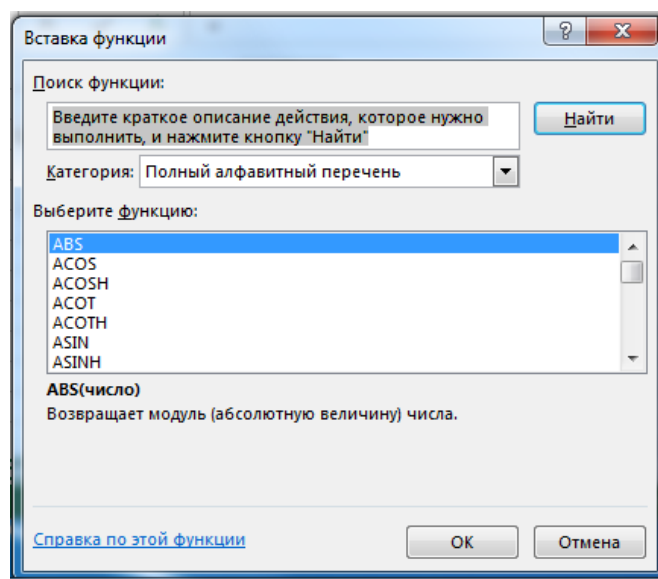 Вставка функции
?
Поиск функции:
Введите краткое описание действия, которое нужно
выполнить, и нажмите кнопку "Найти"
Найти
Категория: Полный алфавитный перечень
Выберите функцию:
ABS
ACOS
ACOSH
ACOT
ACOTH
ASIN
ASINH
ABS(число)
Возвращает модуль (абсолютную величину) числа.
Справка по этой функции
ОК
Отмена